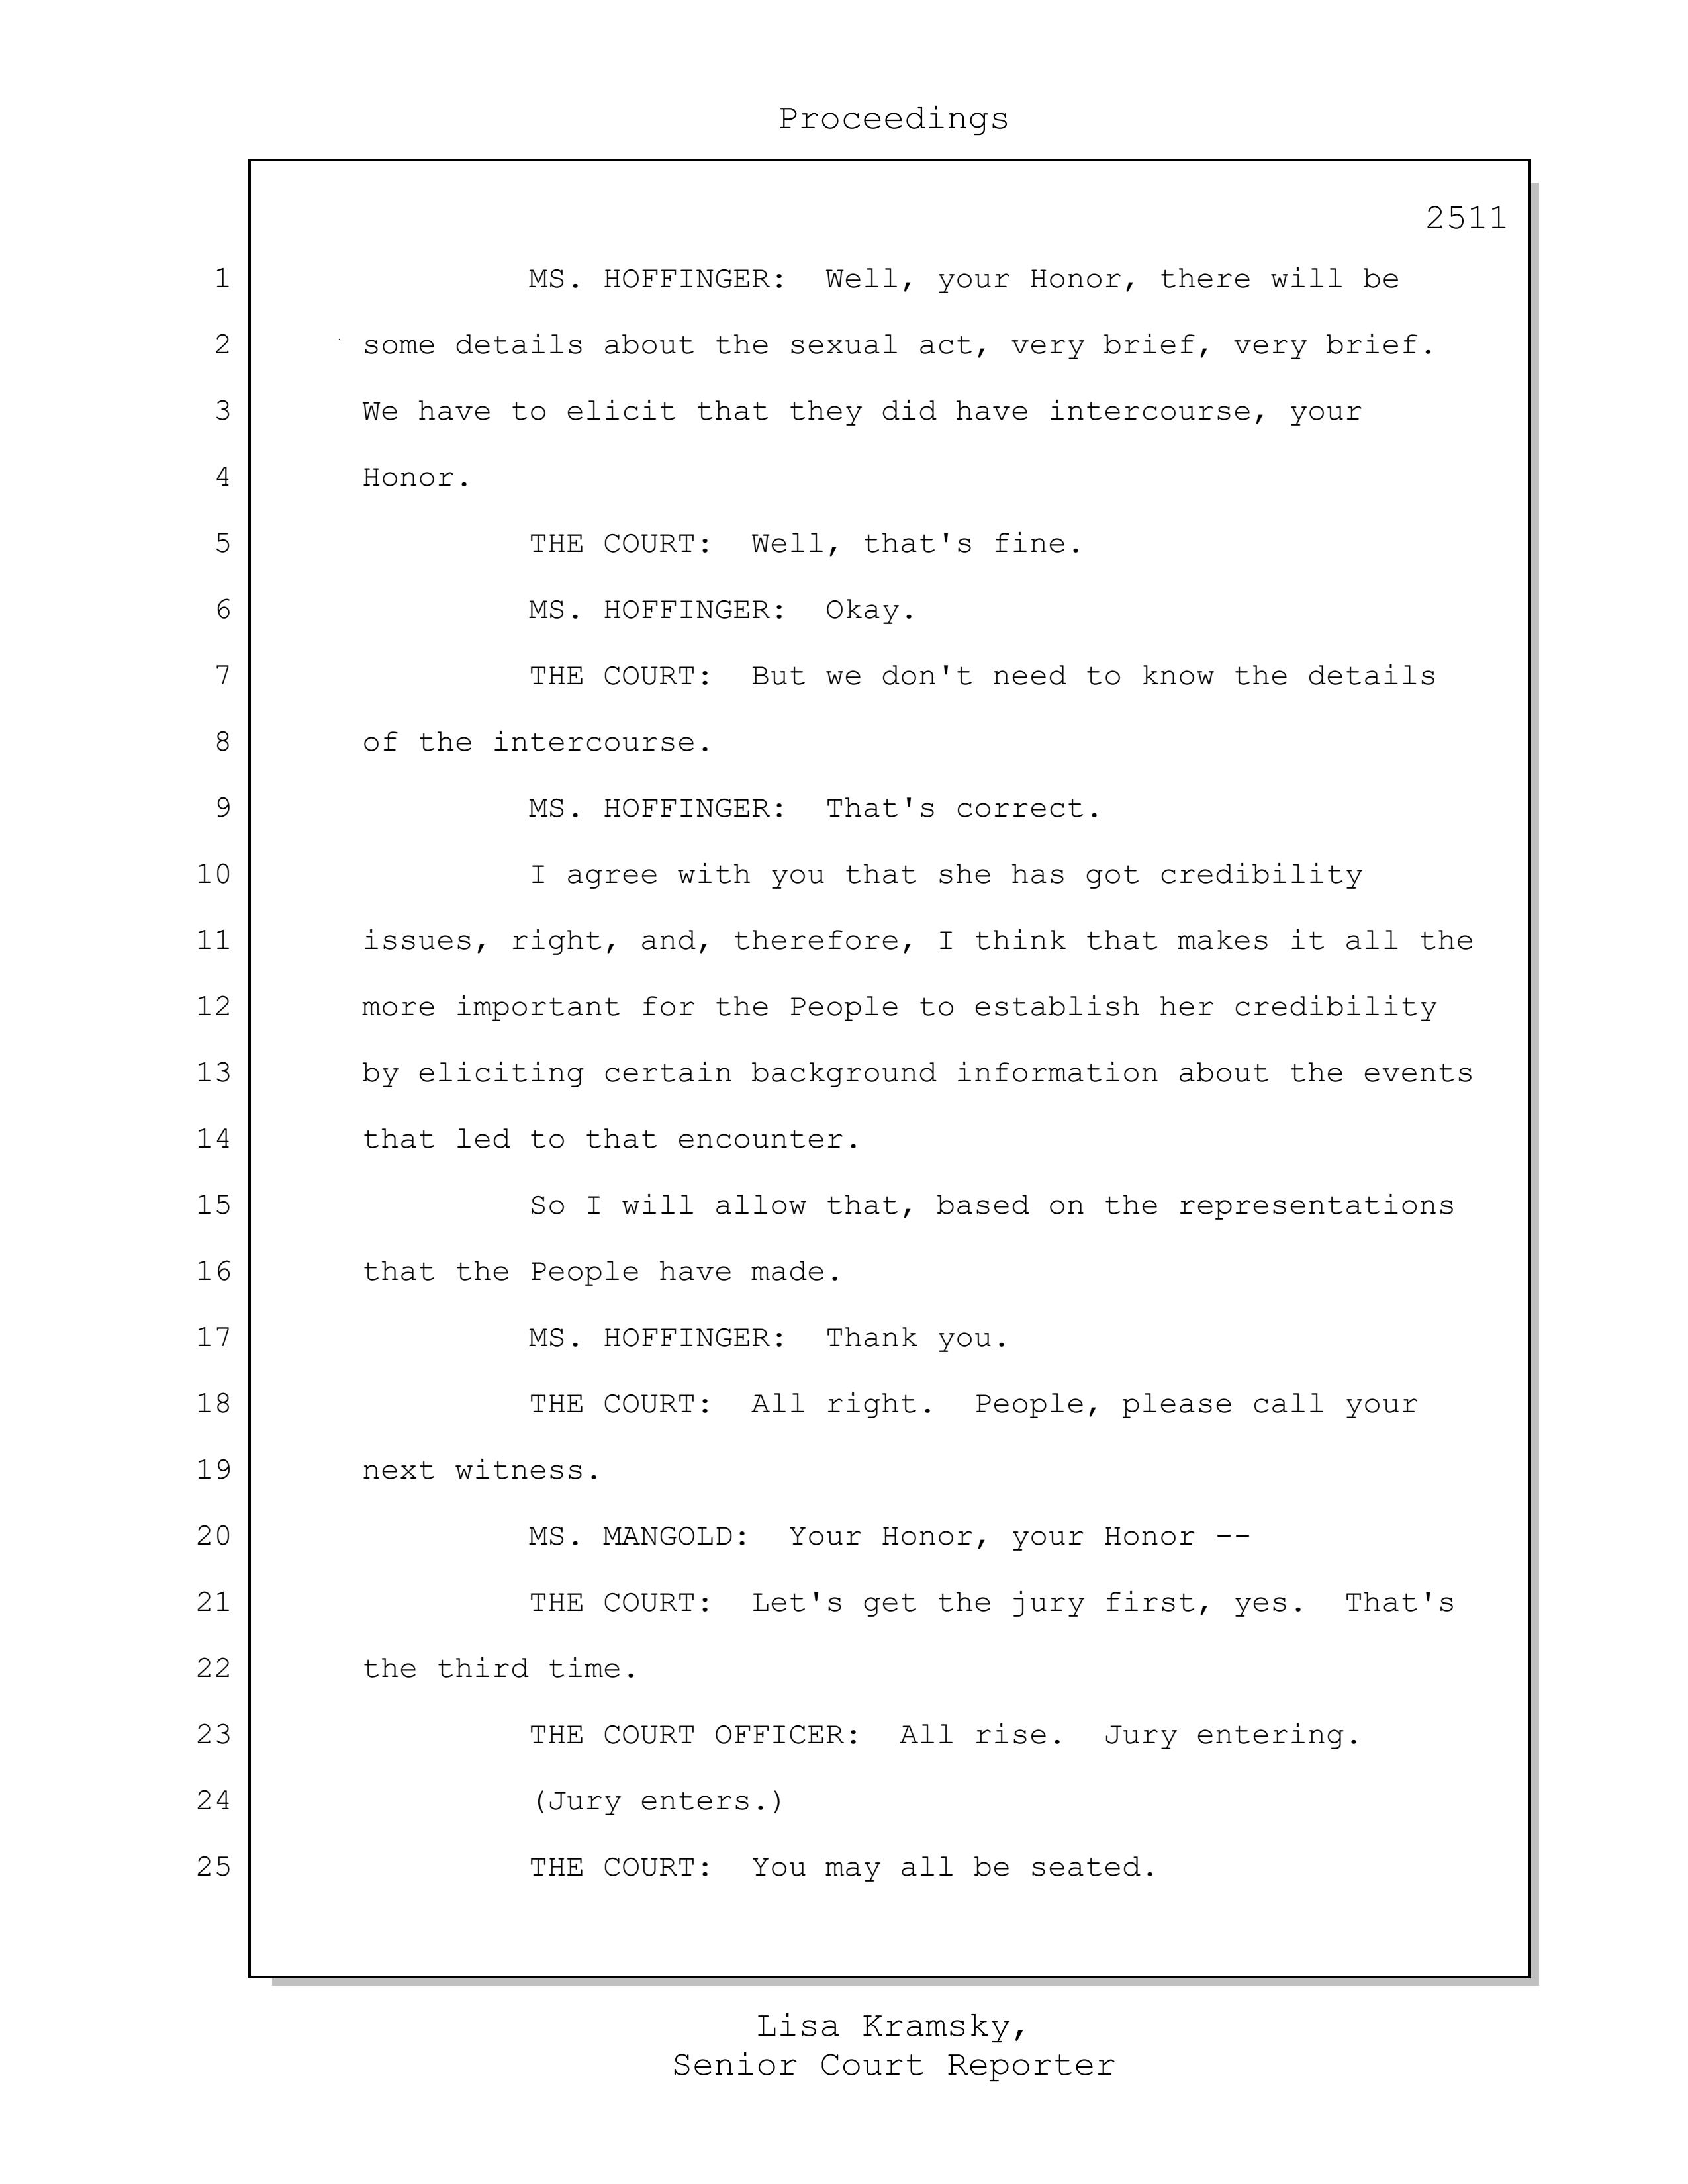 Proceedings
2511
1 MS. HOFFINGER: Well, your Honor, there will be
2 some details about the sexual act, very brief, very brief.
3 We have to elicit that they did have intercourse, your
4 Honor.
5 THE COURT: Well, that's fine.
6 MS. HOFFINGER: Okay.
7 THE COURT: But we don't need to know the details
8 of the intercourse.
9 MS. HOFFINGER: That's correct.
10 I agree with you that she has got credibility
11 issues, right, and, therefore, I think that makes it all the
12 more important for the People to establish her credibility
13 by eliciting certain background information about the events
14 that led to that encounter.
15 So I will allow that, based on the representations
16 that the People have made.
17 MS. HOFFINGER: Thank you.
18 THE COURT: All right. People, please call your
19 next witness.
20 MS. MANGOLD: Your Honor, your Honor --
21 THE COURT: Let's get the jury first, yes. That's
22 the third time.
23 THE COURT OFFICER: All rise. Jury entering.
24 (Jury enters.)
25 THE COURT: You may all be seated.
Lisa Kramsky,
Senior Court Reporter